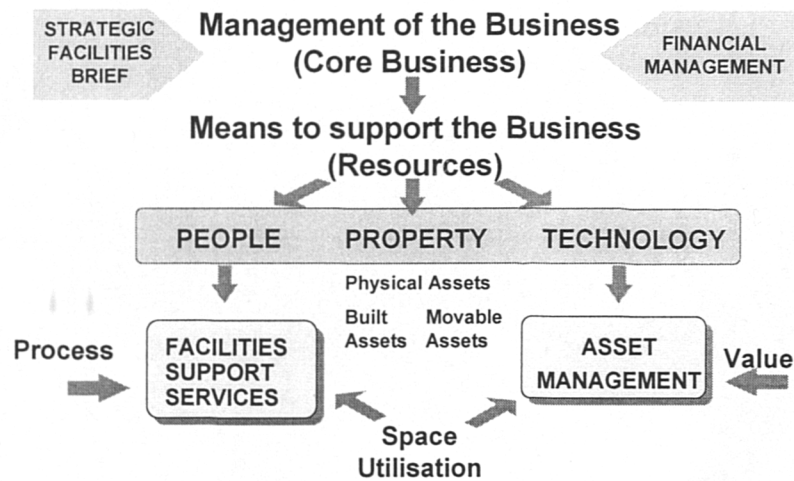 STRATEGIC
FACILITIES
BRIEF
Management of the Business
(Core Business)
FINANCIAL
MANAGEMENT
Means to support the Business
(Resources)
PEOPLE
PROPERTY
TECHNOLOGY
Physical Assets
Built
Assets
Movable
Assets
Process
FACILITIES
SUPPORT
SERVICES
ASSET
MANAGEMENT
Value
Space
Utilisation